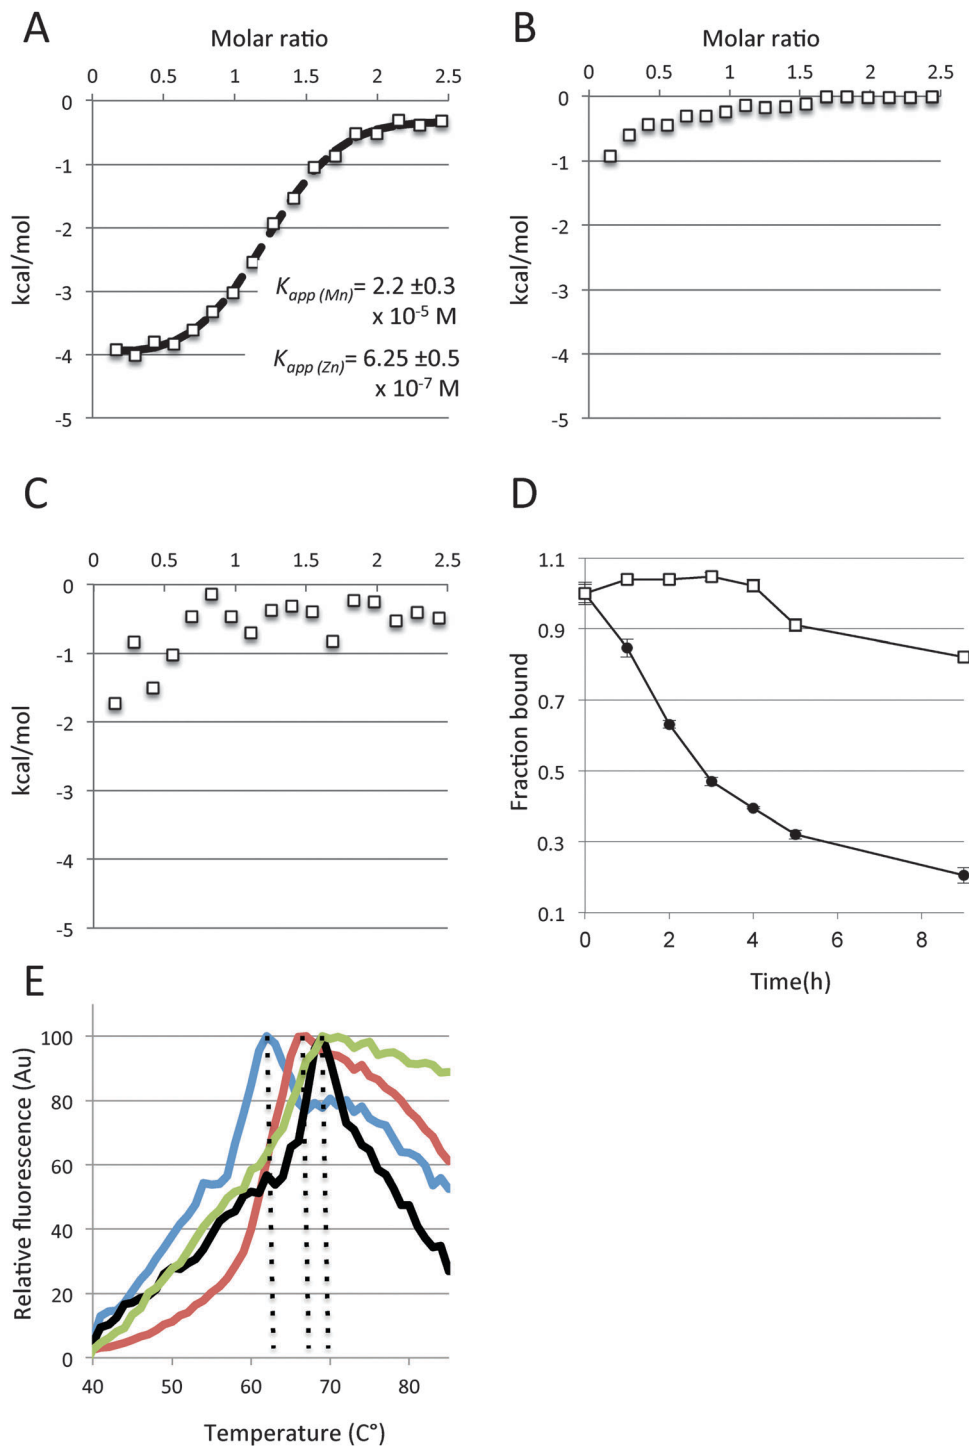 A
Molar ratio
0 0.5 1 1.5 2 2.5
0
-1
-2
-3
-4
-5
kcal/mol
K app (Mn) = 2.2 ±0.3
x 10-5 M
K app (Zn) = 6.25 ±0.5
x 10-7 M
B
Molar ratio
0 0.5 1 1.5 2 2.5
0
-1
-2
-3
-4
-5
kcal/mol
C
0 0.5 1 1.5 2 2.5
0
-1
-2
-3
-4
-5
kcal/mol
D
1.1
0.9
0.7
0.5
0.3
0.1
Fraction bound
0 2 4 6 8
Time(h)
E
100
80
60
40
20
0
Relative fluorescence (Au)
40 50 60 70 80
Temperature (C°)